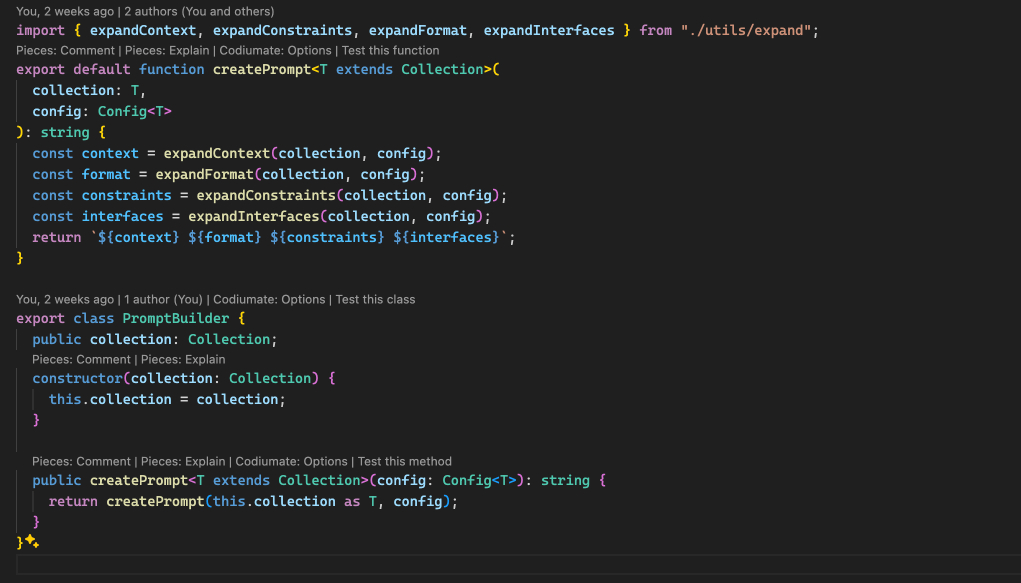 You, 2 weeks ago | 2 authors (You and others)
import { expandContext, expandConstraints, expandFormat, expandInterfaces } from "./utils/expand";
Pieces: Comment | Pieces: Explain | Codiumate: Options | Test this function
export default function createPrompt<T extends Collection>(
  collection: T,
  config: Config<T>
): string {
  const context = expandContext(collection, config);
  const format = expandFormat(collection, config);
  const constraints = expandConstraints(collection, config);
  const interfaces = expandInterfaces(collection, config);
  return `${context} ${format} ${constraints} ${interfaces}`;
}
You, 2 weeks ago | 1 author (You) | Codiumate: Options | Test this class
export class PromptBuilder {
  public collection: Collection;
  Pieces: Comment | Pieces: Explain
  constructor(collection: Collection) {
    this.collection = collection;
  }
  Pieces: Comment | Pieces: Explain | Codiumate: Options | Test this method
  public createPrompt<T extends Collection>(config: Config<T>): string {
    return createPrompt(this.collection as T, config);
  }
}